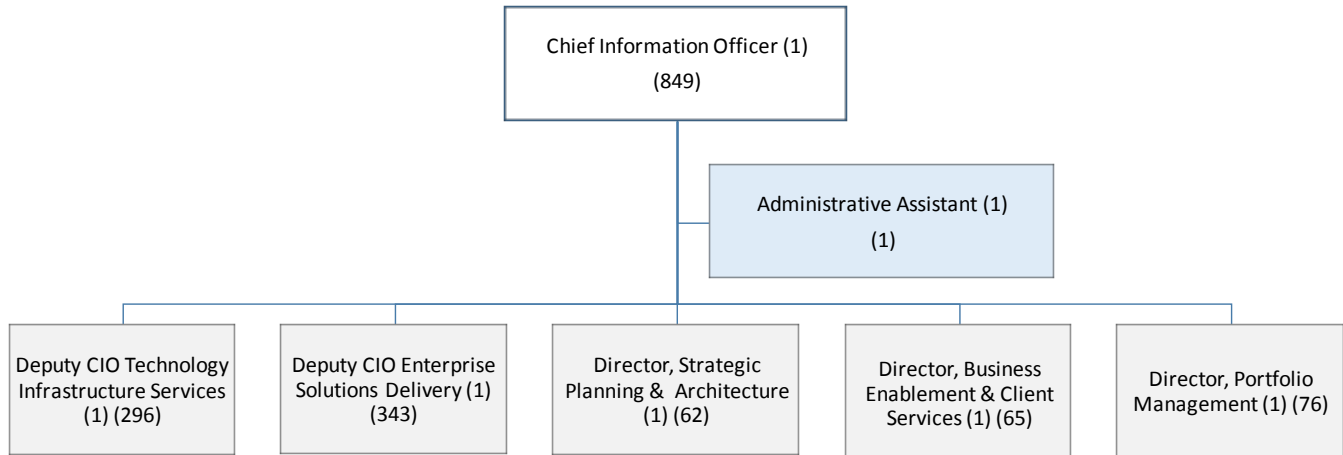 Chief Information Officer (1)
(849)
Administrative Assistant (1)
(1)
Deputy CIO Technology
Infrastructure Services
(1) (296)
Deputy CIO Enterprise
Solutions Delivery (1)
(343)
Director, Strategic
Planning & Architecture
(1) (62)
Director, Business
Enablement & Client
Services (1) (65)
Director, Portfolio
Management (1) (76)